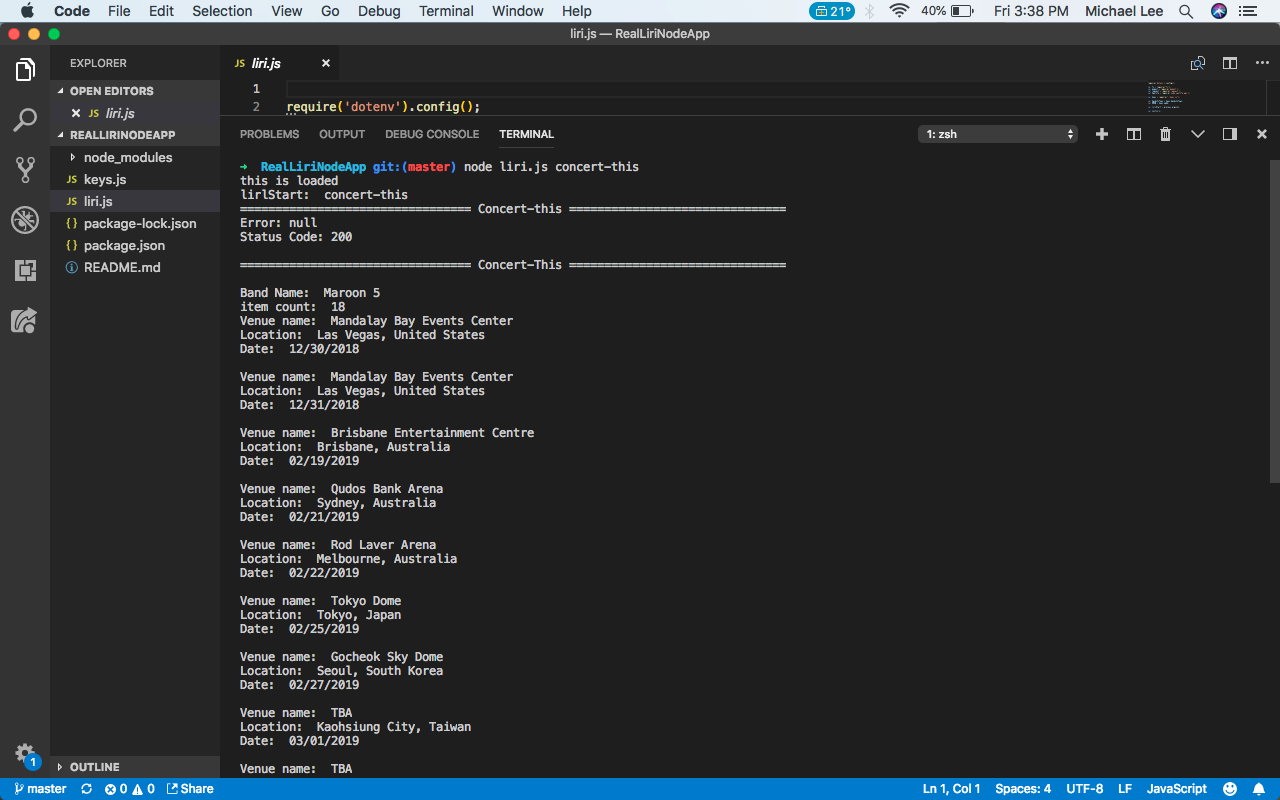 Code File Edit Selection View Go Debug Terminal Window Help 21° 40% Fri 3:38 PM Michael Lee
liri.js — RealLiriNodeApp
EXPLORER
OPEN EDITORS
JS liri.js
REALLIRINODEAPP
node_modules
JS keys.js
JS liri.js
{} package-lock.json
{} package.json
README.md
OUTLINE
JS liri.js
1
2 require('dotenv').config();
PROBLEMS OUTPUT DEBUG CONSOLE TERMINAL 1: zsh
➜ RealLiriNodeApp git:(master) node liri.js concert-this
this is loaded
lirlStart: concert-this
================================= Concert-this ===============================
Error: null
Status Code: 200
================================= Concert-This ===============================
Band Name: Maroon 5
item count: 18
Venue name: Mandalay Bay Events Center
Location: Las Vegas, United States
Date: 12/30/2018
Venue name: Mandalay Bay Events Center
Location: Las Vegas, United States
Date: 12/31/2018
Venue name: Brisbane Entertainment Centre
Location: Brisbane, Australia
Date: 02/19/2019
Venue name: Qudos Bank Arena
Location: Sydney, Australia
Date: 02/21/2019
Venue name: Rod Laver Arena
Location: Melbourne, Australia
Date: 02/22/2019
Venue name: Tokyo Dome
Location: Tokyo, Japan
Date: 02/25/2019
Venue name: Gocheok Sky Dome
Location: Seoul, South Korea
Date: 02/27/2019
Venue name: TBA
Location: Kaohsiung City, Taiwan
Date: 03/01/2019
Venue name: TBA
1
master 0 0 Share Ln 1, Col 1 Spaces: 4 UTF-8 LF JavaScript